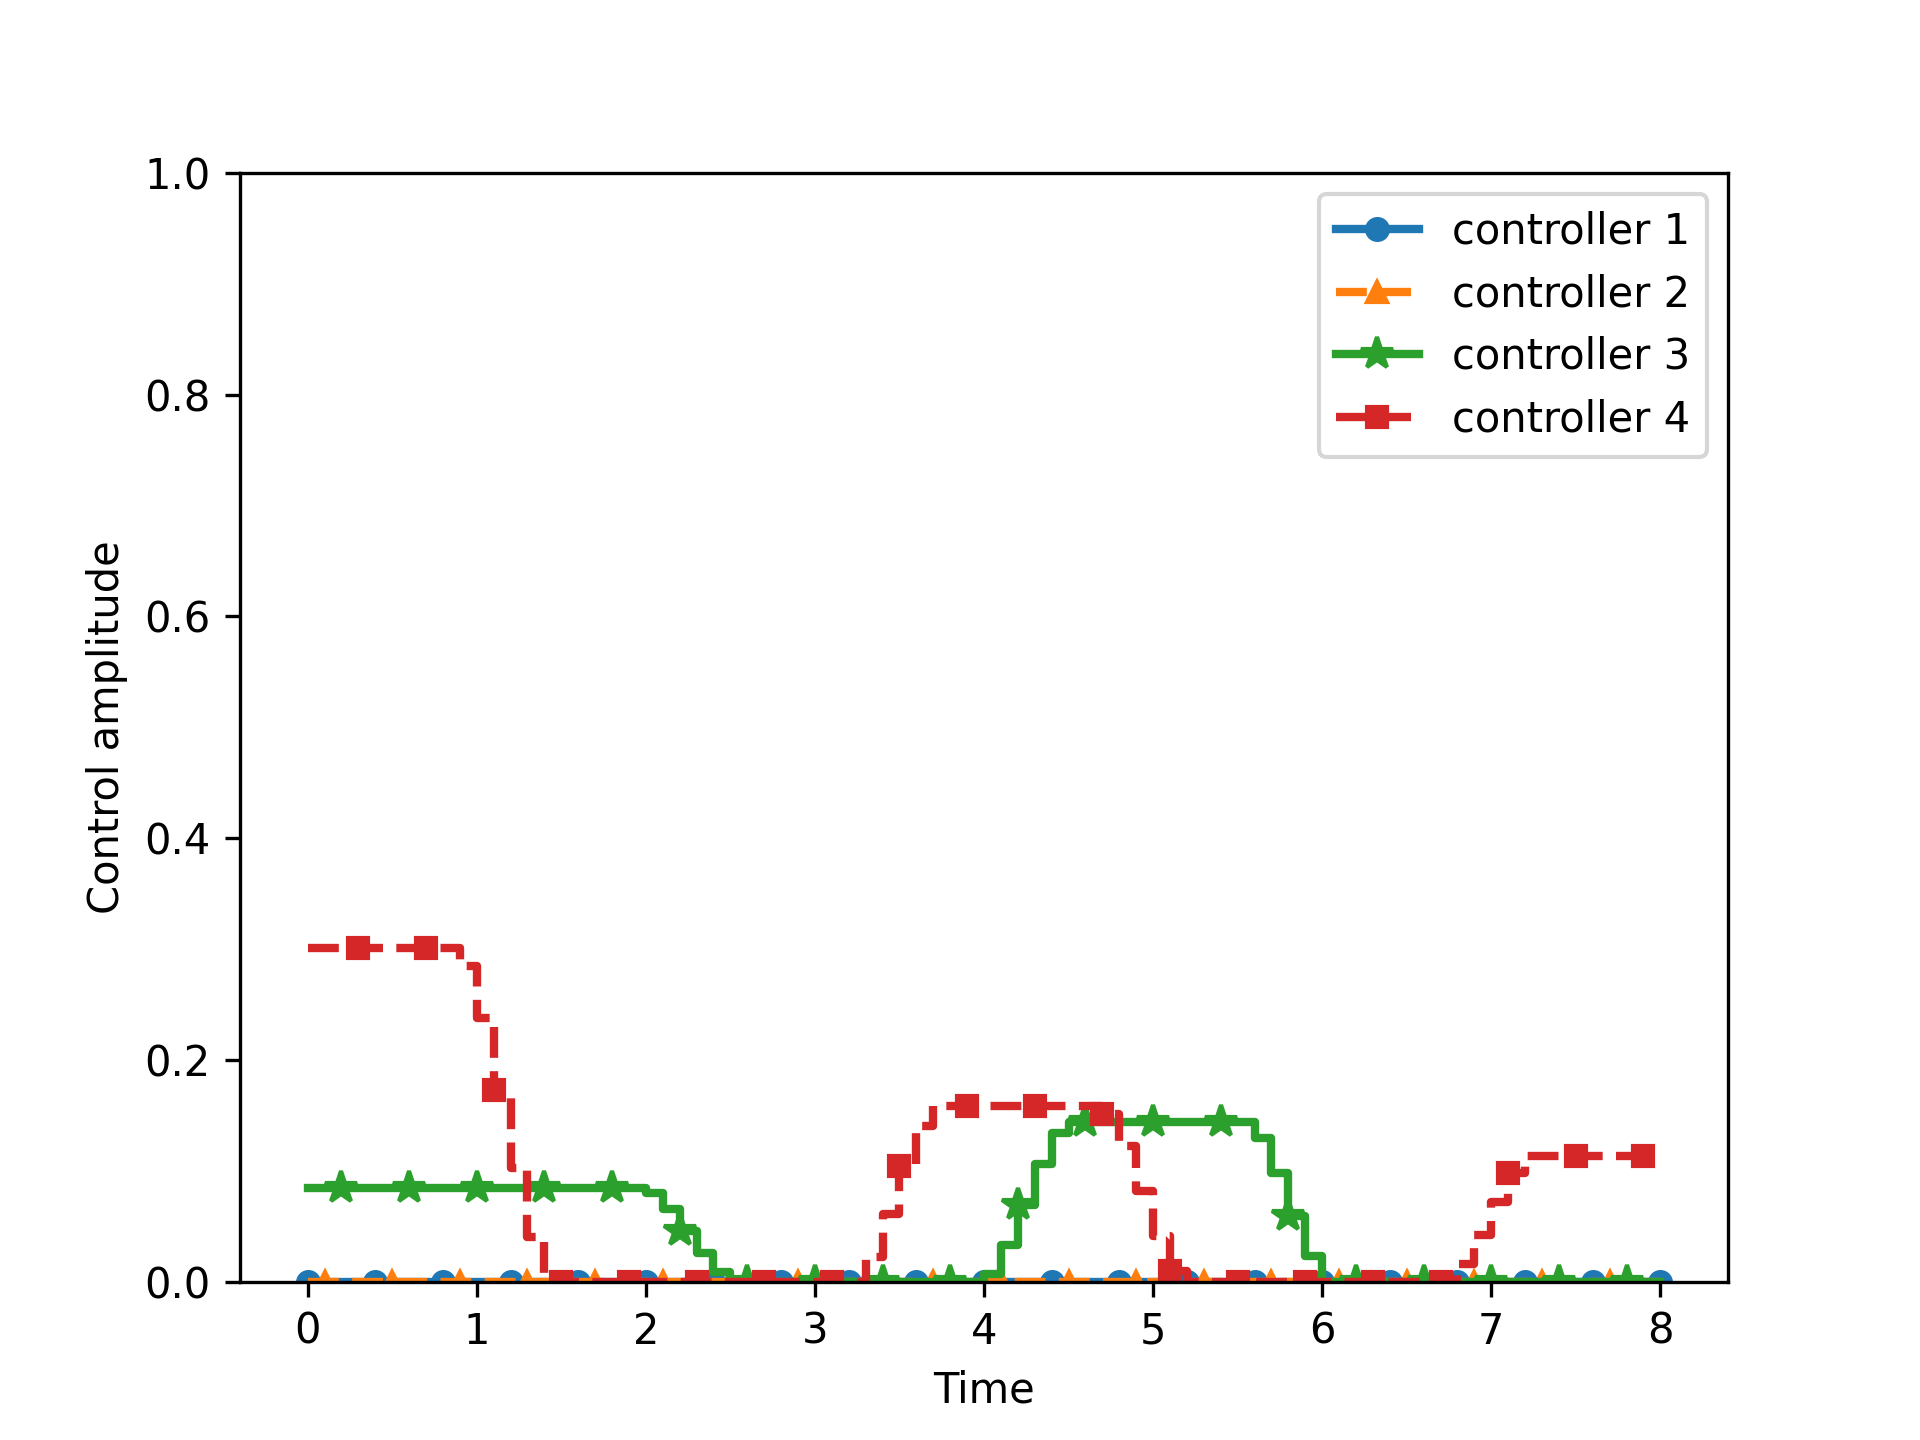 1.0
0.8
0.6
0.4
0.2
0.0
Control amplitude
controller 1
controller 2
controller 3
controller 4
0 1 2 3 4 5 6 7 8
Time